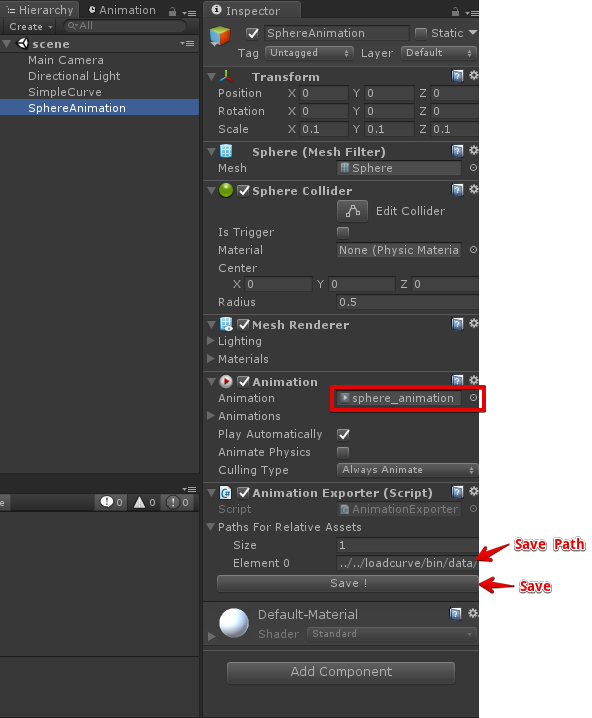 Hierarchy
Animation
Create
All
scene
Main Camera
Directional Light
SimpleCurve
SphereAnimation
0
0
0
Inspector
SphereAnimation
Static
Tag Untagged Layer Default
Transform
Position X 0 Y 0 Z 0
Rotation X 0 Y 0 Z 0
Scale X 0.1 Y 0.1 Z 0.1
Sphere (Mesh Filter)
Mesh Sphere
Sphere Collider
Edit Collider
Is Trigger
Material None (Physic Materia
Center
X 0 Y 0 Z 0
Radius 0.5
Mesh Renderer
Lighting
Materials
Animation
Animation sphere_animation
Animations
Play Automatically
Animate Physics
Culling Type Always Animate
Animation Exporter (Script)
Script AnimationExporter
Paths For Relative Assets
Size 1
Element 0 ../../loadcurve/bin/data/
Save !
Default-Material
Shader Standard
Add Component
Save Path
Save